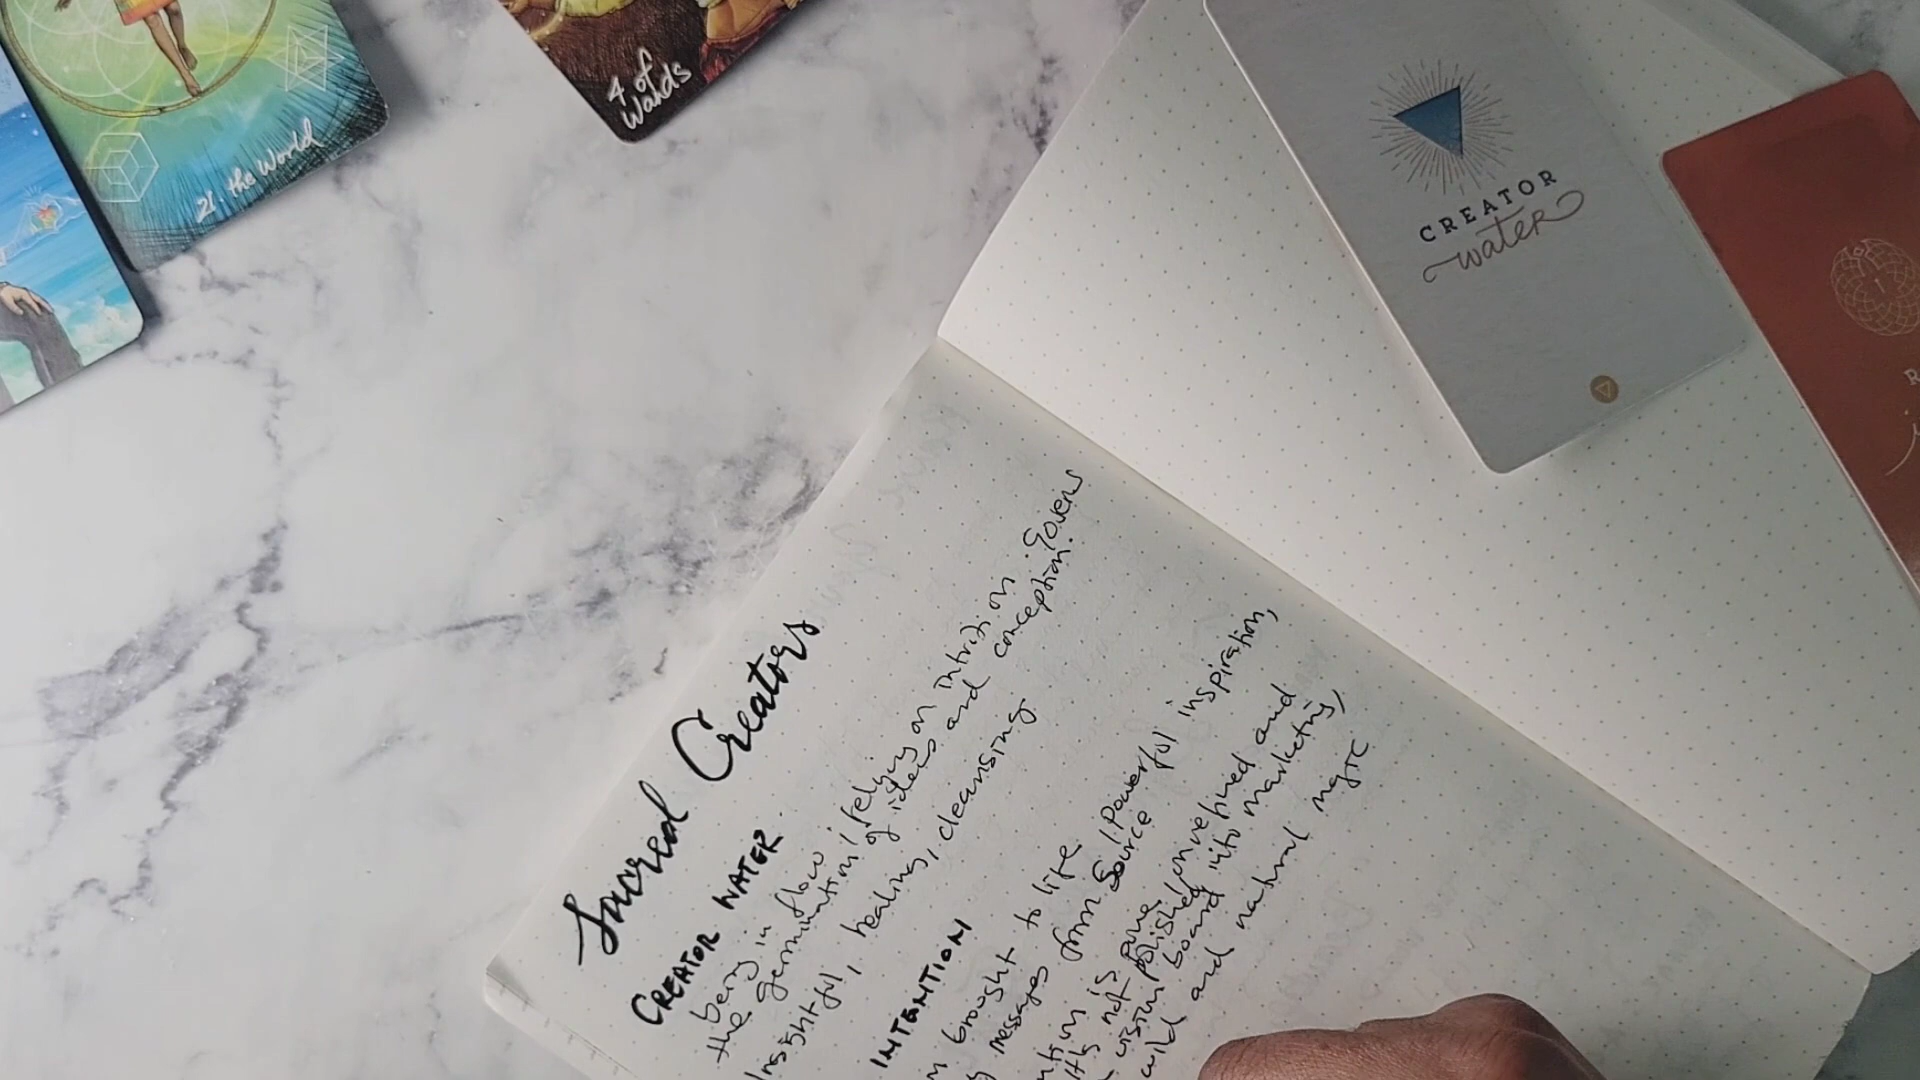 21. the World
4 of
Wands
CREATOR
water
Sacred Creators
CREATOR WATER
being in flow, relying on intuition
the germination of ideas and conception. Governs
Insightful, healing, cleansing
INTENTION
brought to life
messages from Source / Powerful inspiration,
is pure, unrefined and
It's not polished into marketing,
vision board
wild and natural magic